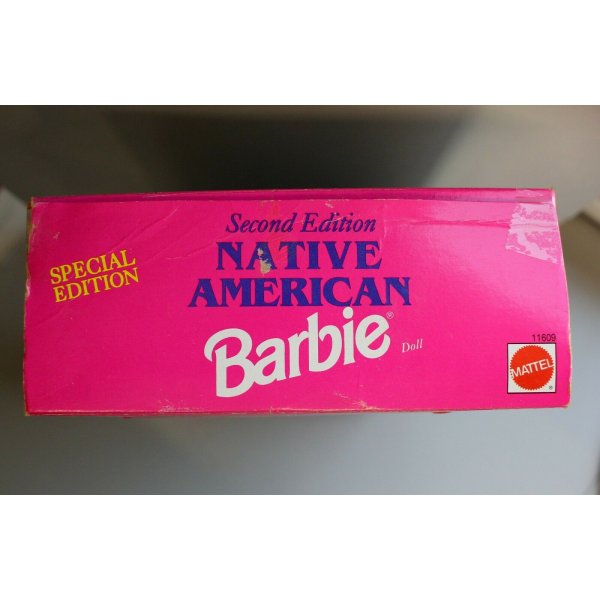 SPECIAL
EDITION
Second Edition
NATIVE
AMERICAN
Barbie®
Doll
11609
MATTEL
®